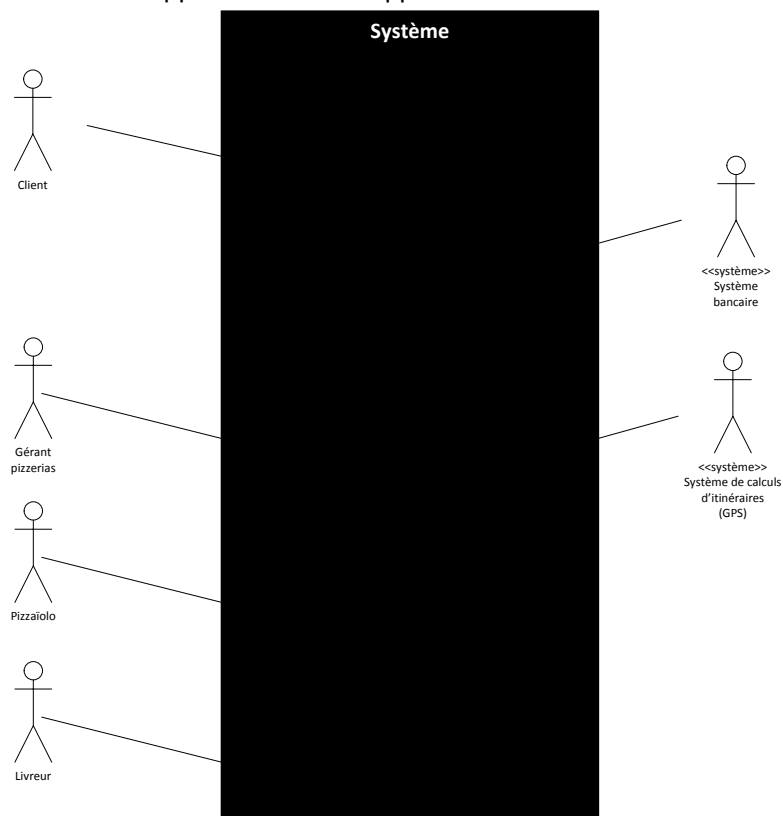 Système
Client
<<système>>
Système
bancaire
Gérant
pizzerias
<<système>>
Système de calculs
d'itinéraires
(GPS)
Pizzaïolo
Livreur